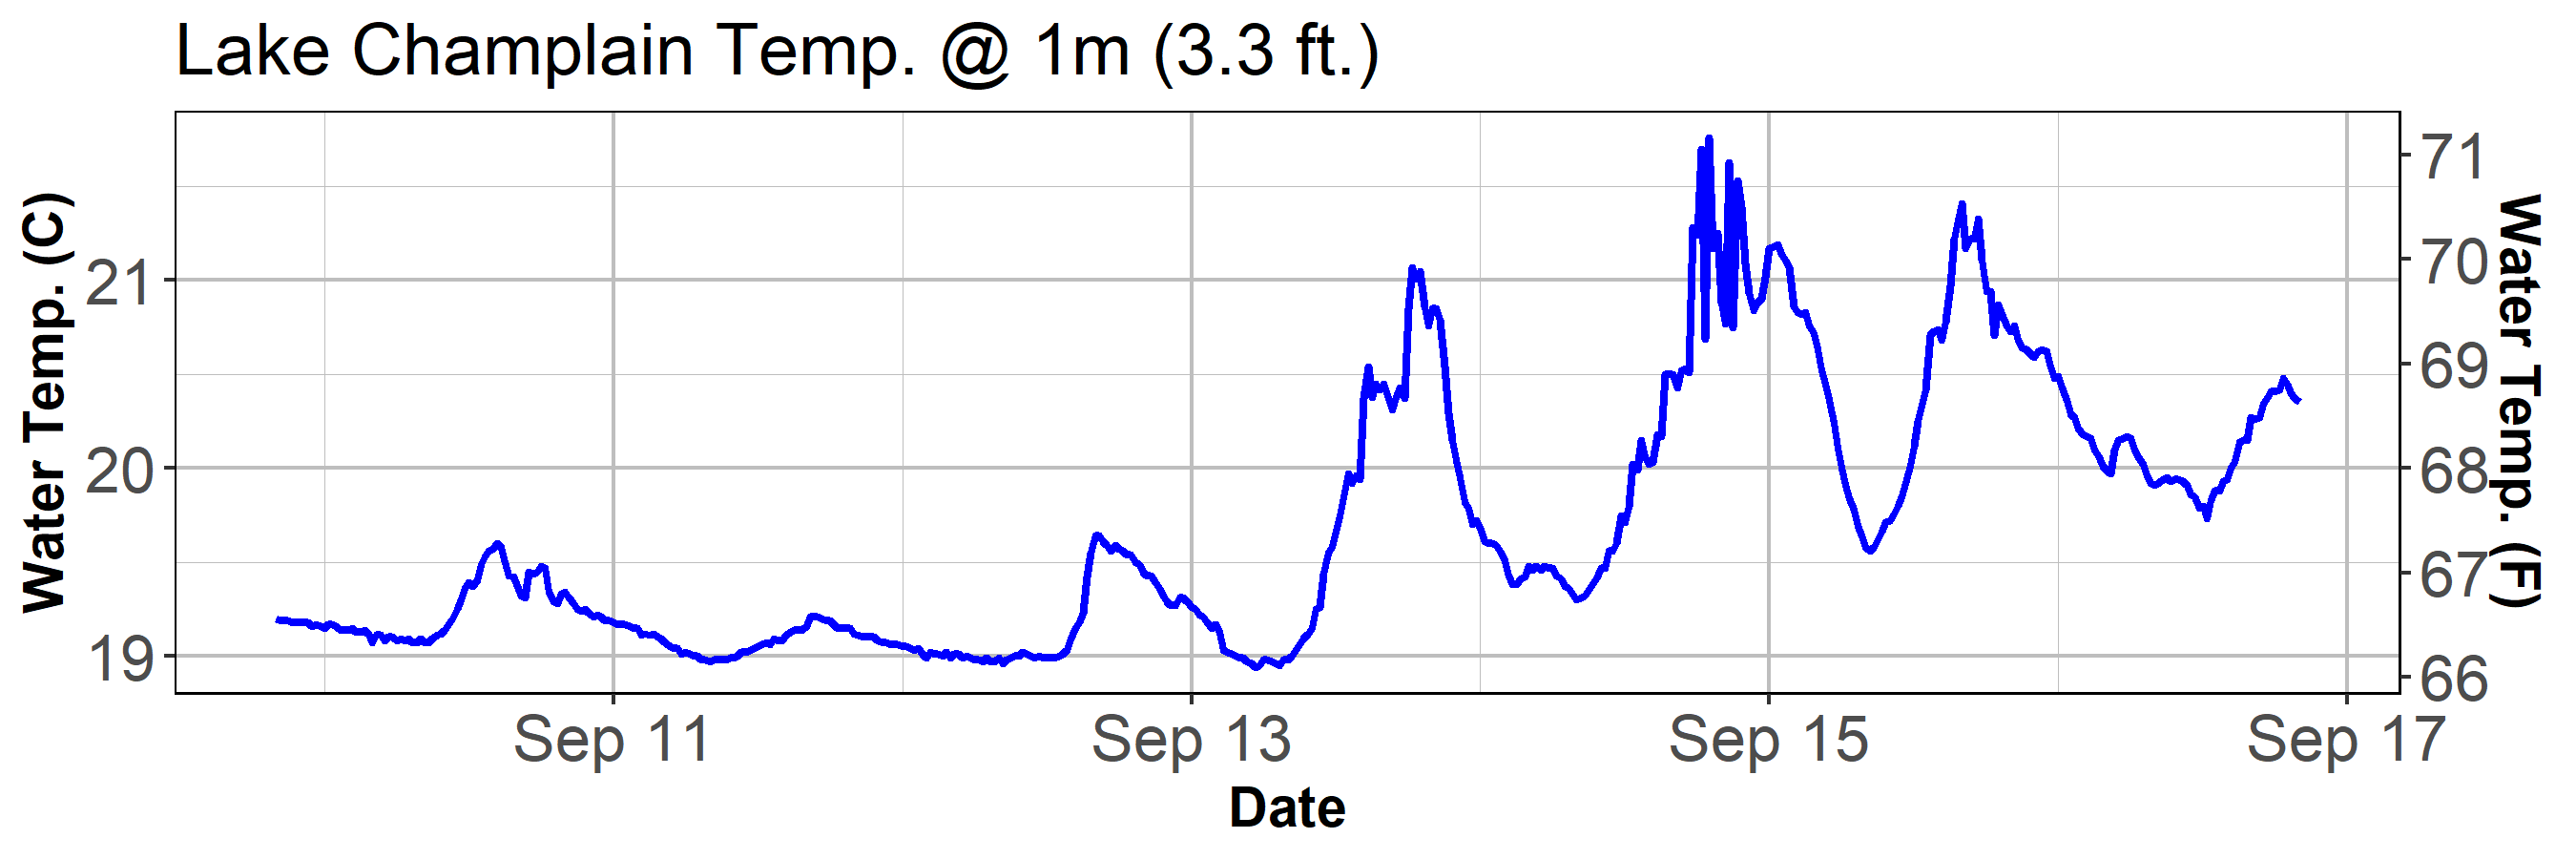 Lake Champlain Temp. @ 1m (3.3 ft.)
Water Temp. (C)
21
20
19
71
70
69
68
67
66
Water Temp. (F)
Sep 11
Sep 13
Sep 15
Sep 17
Date